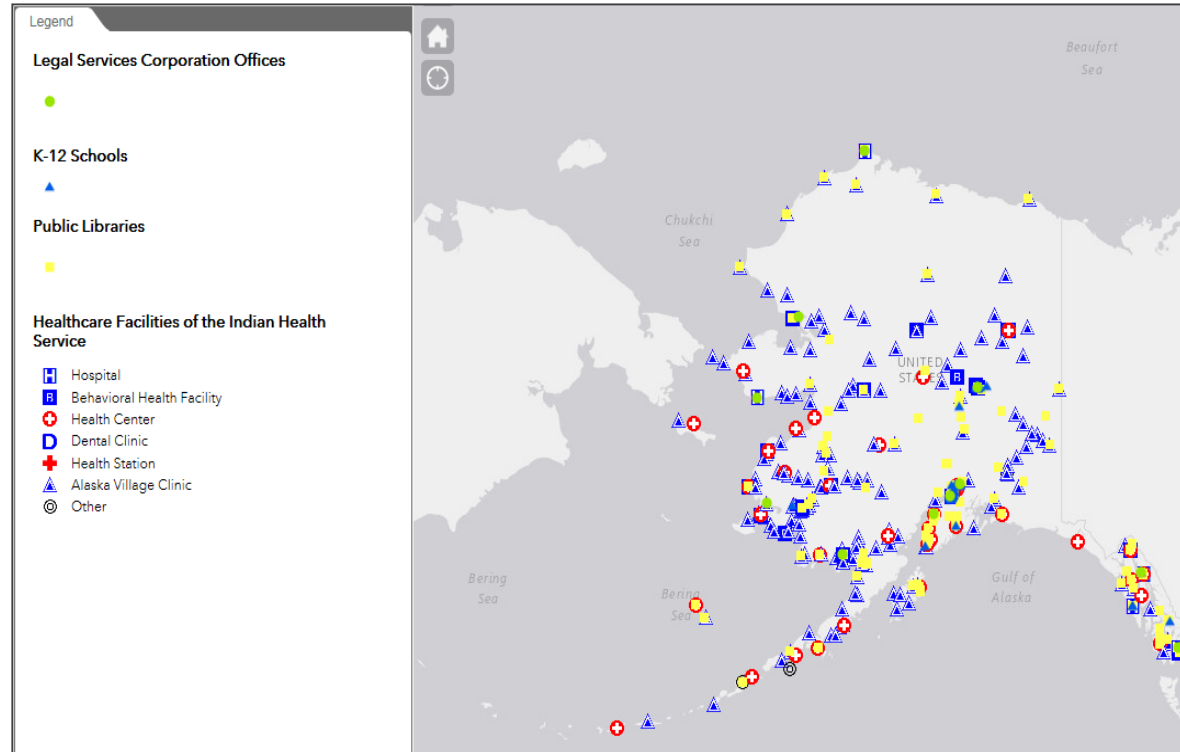 Legend
Legal Services Corporation Offices
K-12 Schools
Public Libraries
Healthcare Facilities of the Indian Health
Service
H Hospital
B Behavioral Health Facility
Health Center
D Dental Clinic
Health Station
Alaska Village Clinic
Other
Beaufort
Sea
Chukchi
Sea
UNITED
STATES
Bering
Sea
Bering
Sea
Gulf of
Alaska